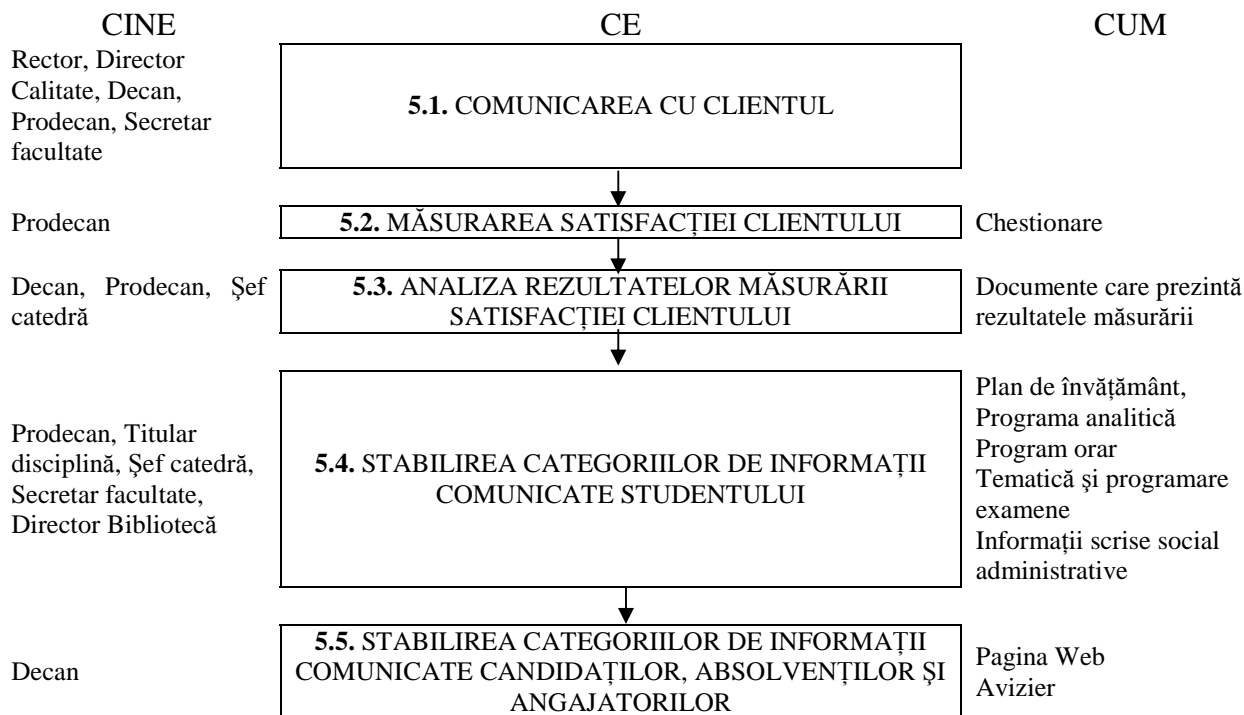 CINE CE CUM
Rector, Director
Calitate, Decan,
Prodecan, Secretar
facultate
5.1. COMUNICAREA CU CLIENTUL
Prodecan
5.2. MĂSURAREA SATISFACȚIEI CLIENTULUI
Chestionare
Decan, Prodecan, Şef
catedră
5.3. ANALIZA REZULTATELOR MĂSURĂRII
SATISFACȚIEI CLIENTULUI
Documente care prezintă
rezultatele măsurării
Prodecan, Titular
disciplină, Şef catedră,
Secretar facultate,
Director Bibliotecă
5.4. STABILIREA CATEGORIILOR DE INFORMAȚII
COMUNICATE STUDENTULUI
Plan de învățământ,
Programa analitică
Program orar
Tematică şi programare
examene
Informații scrise social
administrative
Decan
5.5. STABILIREA CATEGORIILOR DE INFORMAȚII
COMUNICATE CANDIDAȚILOR, ABSOLVENȚILOR ŞI
ANGAJATORILOR
Pagina Web
Avizier